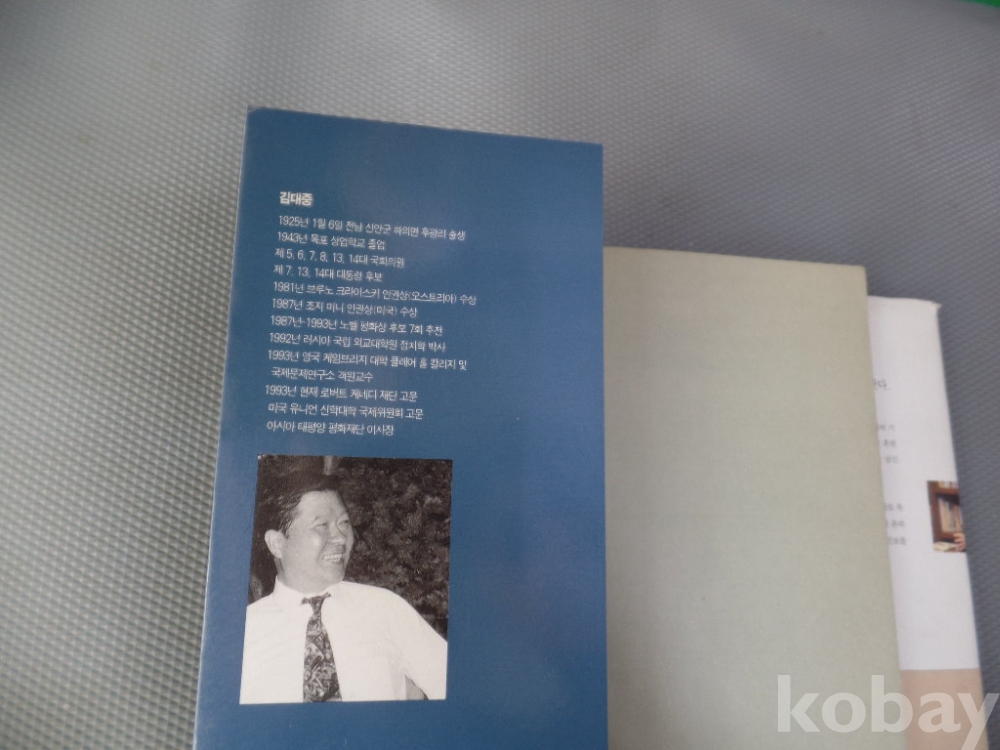 김대중
1925년 1월 6일 전남 신안군 하의면 후광리 출생
1943년 목포 상업학교 졸업
제 5, 6, 7, 8, 13, 14대 국회의원
제 7, 13, 14대 대통령 후보
1981년 브루노 크라이스키 인권상(오스트리아) 수상
1987년 조지 미니 인권상(미국) 수상
1987년-1993년 노벨 평화상 후보 7회 추천
1992년 러시아 국립 외교대학원 정치학 박사
1993년 영국 케임브리지 대학 클레어 홀 칼리지 및
국제문제연구소 객원교수
1993년 현재 로버트 케네디 재단 고문
미국 유니언 신학대학 국제위원회 고문
아시아 태평양 평화재단 이사장
kobay